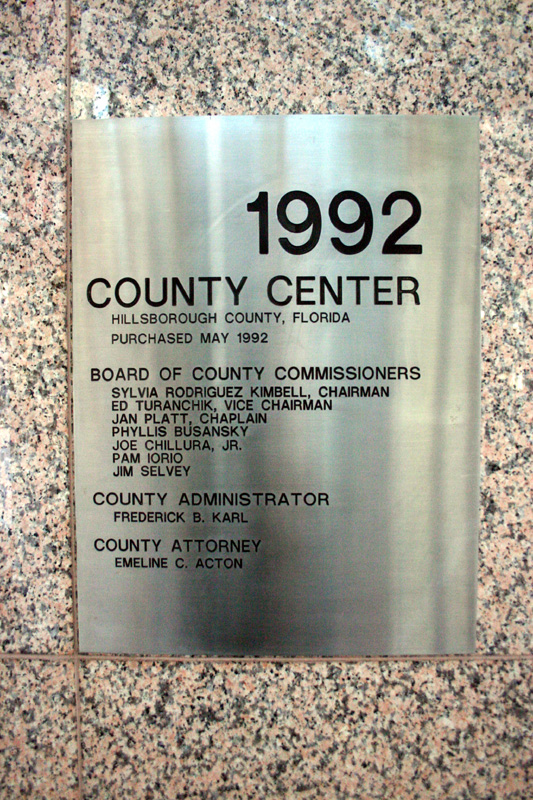 1992
COUNTY CENTER
HILLSBOROUGH COUNTY, FLORIDA
PURCHASED MAY 1992
BOARD OF COUNTY COMMISSIONERS
SYLVIA RODRIGUEZ KIMBELL, CHAIRMAN
ED TURANCHIK, VICE CHAIRMAN
JAN PLATT, CHAPLAIN
PHYLLIS BUSANSKY
JOE CHILLURA, JR.
PAM IORIO
JIM SELVEY
COUNTY ADMINISTRATOR
FREDERICK B. KARL
COUNTY ATTORNEY
EMELINE C. ACTON